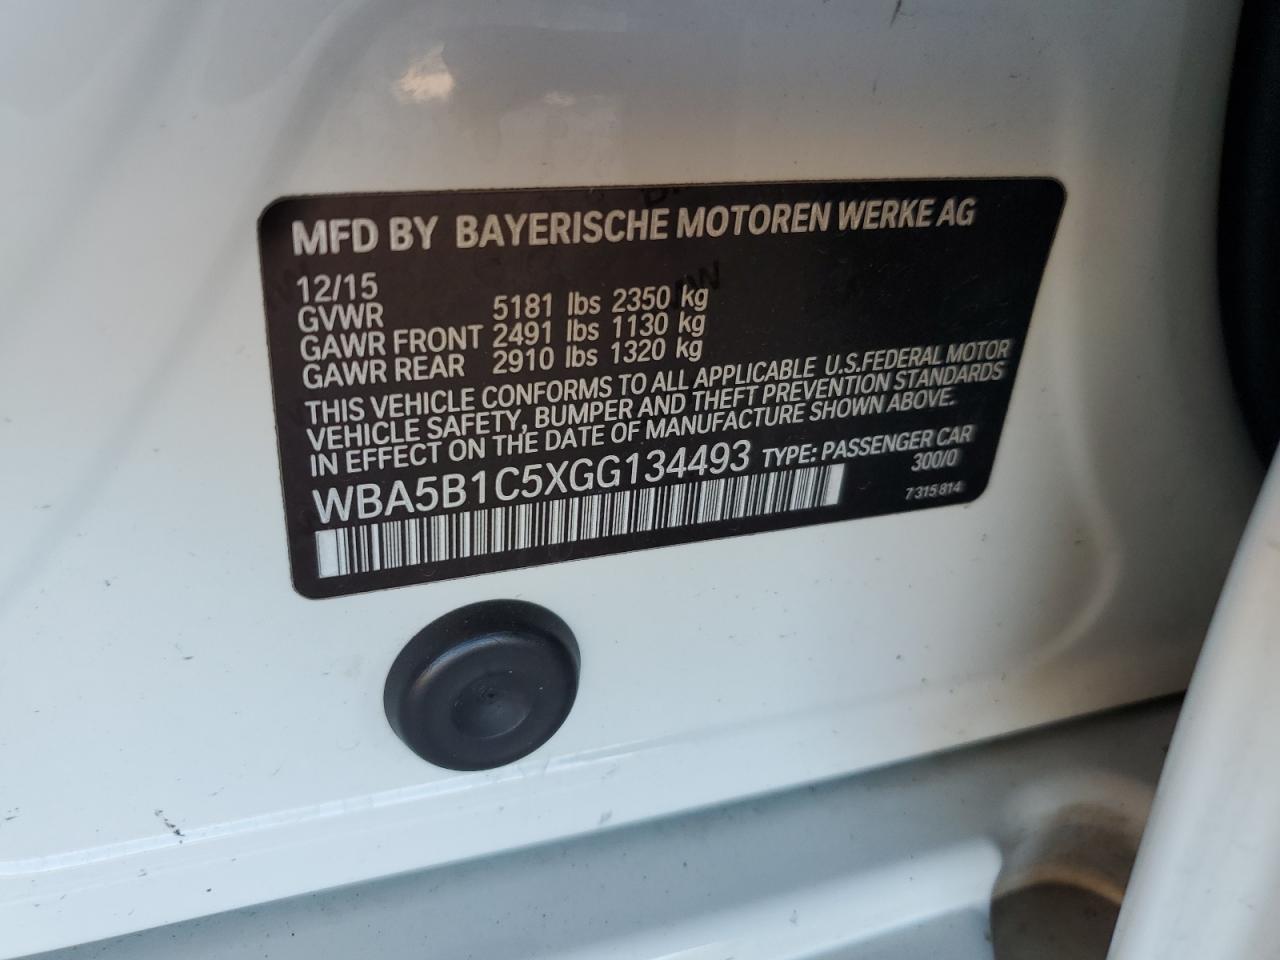 MFD BY BAYERISCHE MOTOREN WERKE AG
12/15
GVWR 5181 lbs 2350 kg
GAWR FRONT 2491 lbs 1130 kg
GAWR REAR 2910 lbs 1320 kg
THIS VEHICLE CONFORMS TO ALL APPLICABLE U.S.FEDERAL MOTOR
VEHICLE SAFETY, BUMPER AND THEFT PREVENTION STANDARDS
IN EFFECT ON THE DATE OF MANUFACTURE SHOWN ABOVE.
WBA5B1C5XGG134493 TYPE: PASSENGER CAR
300/0
7 315 814